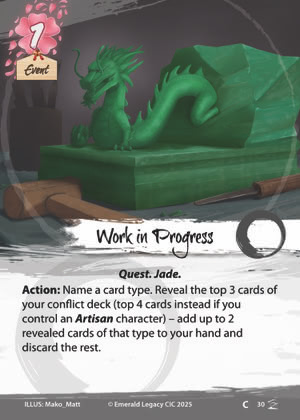 1
Event
Work in Progress
Quest. Jade.
Action: Name a card type. Reveal the top 3 cards of
your conflict deck (top 4 cards instead if you
control an Artisan character) – add up to 2
revealed cards of that type to your hand and
discard the rest.
ILLUS: Mako_Matt © Emerald Legacy CIC 2025 C 30